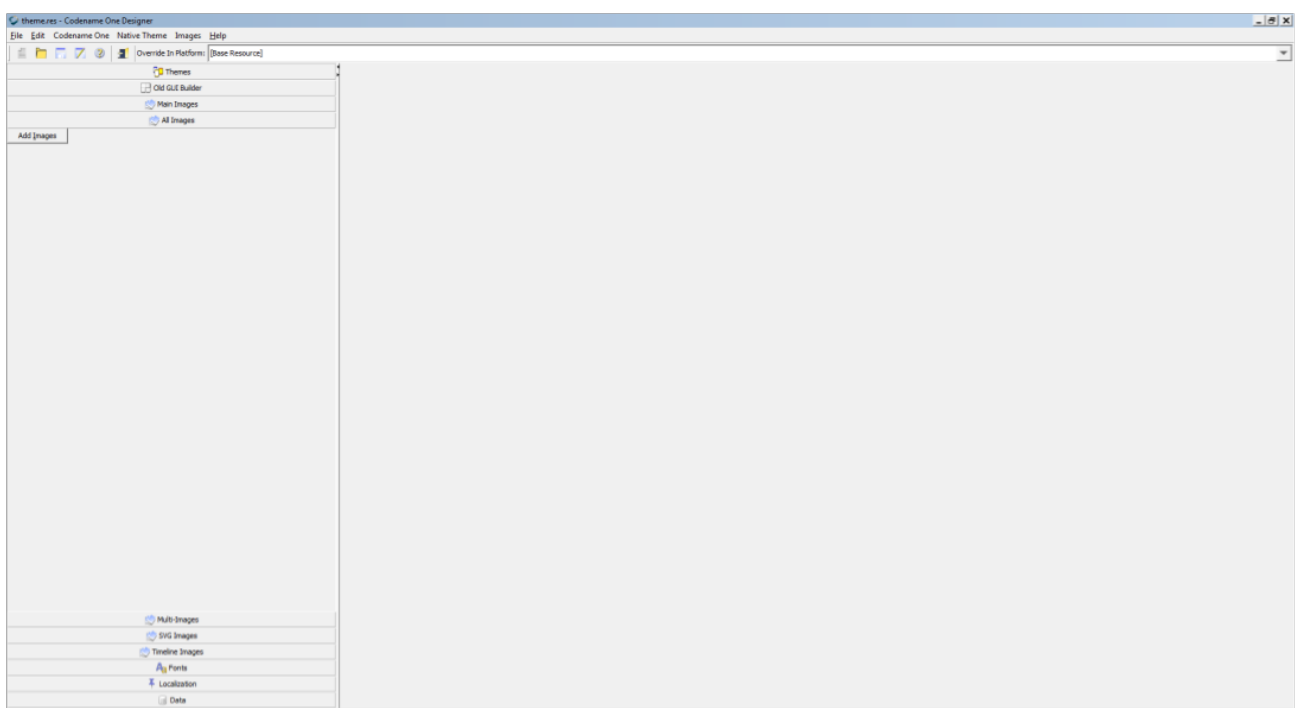 theme.res - Codename One Designer
File Edit Codename One Native Theme Images Help
Override In Platform: [Base Resource]
Themes
Old GUI Builder
Main Images
All Images
Add Images
Multi-Images
SVG Images
Timeline Images
Fonts
Localization
Data